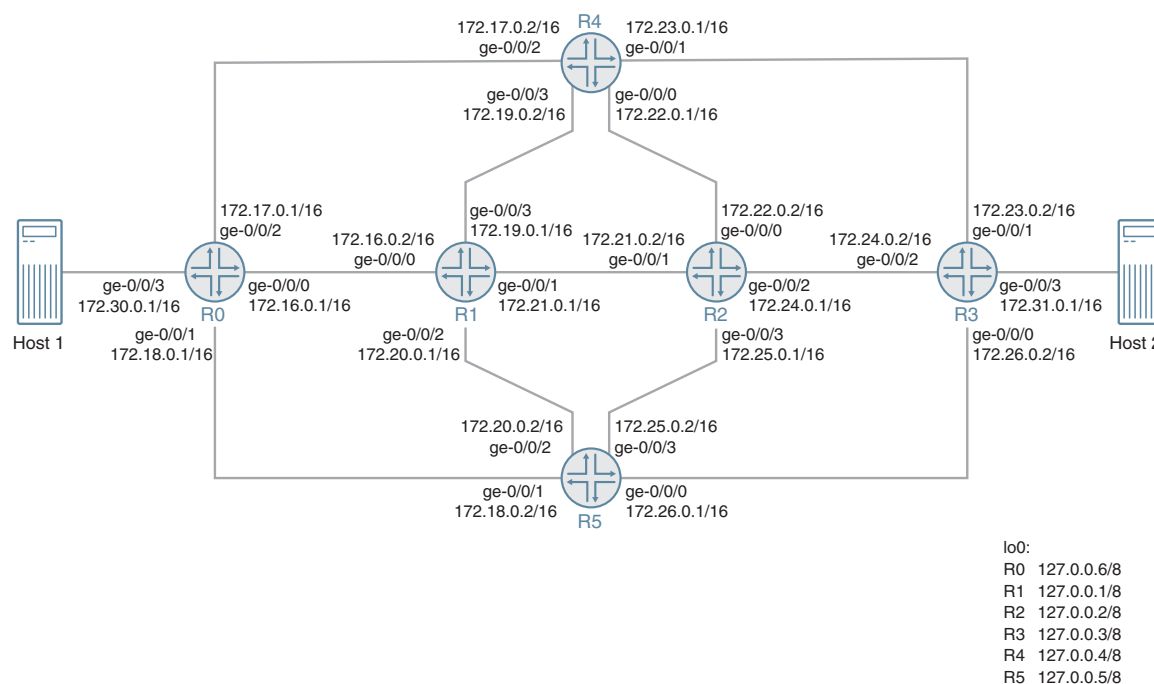 R4
172.17.0.2/16
ge-0/0/2
172.23.0.1/16
ge-0/0/1
ge-0/0/3
172.19.0.2/16
ge-0/0/0
172.22.0.1/16
172.17.0.1/16
ge-0/0/2
ge-0/0/3
172.19.0.1/16
172.22.0.2/16
ge-0/0/0
172.23.0.2/16
ge-0/0/1
172.16.0.2/16
ge-0/0/0
172.21.0.2/16
ge-0/0/1
172.24.0.2/16
ge-0/0/2
ge-0/0/3
172.30.0.1/16
ge-0/0/0
172.16.0.1/16
ge-0/0/1
172.21.0.1/16
ge-0/0/2
172.24.0.1/16
ge-0/0/3
172.31.0.1/16
R0
R1
R2
R3
Host 1
Host 2
ge-0/0/1
172.18.0.1/16
ge-0/0/2
172.20.0.1/16
ge-0/0/3
172.25.0.1/16
ge-0/0/0
172.26.0.2/16
172.20.0.2/16
ge-0/0/2
172.25.0.2/16
ge-0/0/3
ge-0/0/1
172.18.0.2/16
ge-0/0/0
172.26.0.1/16
R5
lo0:
R0 127.0.0.6/8
R1 127.0.0.1/8
R2 127.0.0.2/8
R3 127.0.0.3/8
R4 127.0.0.4/8
R5 127.0.0.5/8